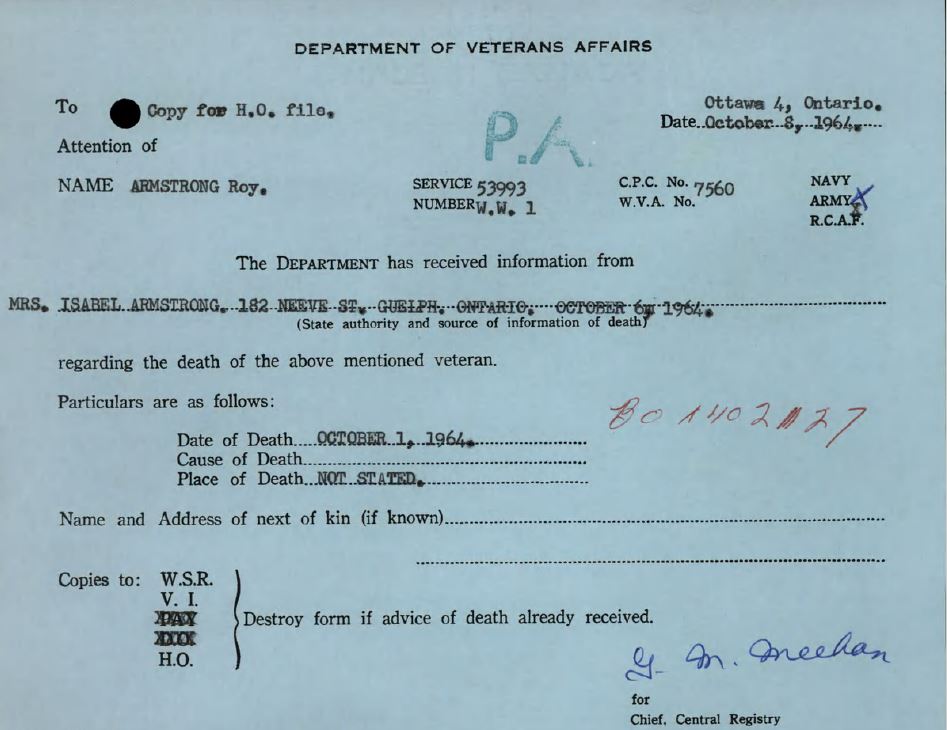 DEPARTMENT OF VETERANS AFFAIRS
To Copy for H.O. file.
Ottawa 4, Ontario.
P.A.
Date October 8, 1964.
Attention of
NAME ARMSTRONG Roy.
SERVICE NUMBER 53993 W.W. 1
C.P.C. No. 7560
W.V.A. No.
NAVY
ARMY X
R.C.A.F.
The DEPARTMENT has received information from
MRS. ISABEL ARMSTRONG, 182 NEEVE ST. GUELPH, ONTARIO. OCTOBER 6, 1964.
(State authority and source of information of death)
regarding the death of the above mentioned veteran.
Particulars are as follows:
BO 1402 27
Date of Death OCTOBER 1, 1964.
Cause of Death
Place of Death NOT STATED.
Name and Address of next of kin (if known)
Copies to: W.S.R.
V. I.
PAY
H.O.
Destroy form if advice of death already received.
G. M. Meehan
for
Chief, Central Registry